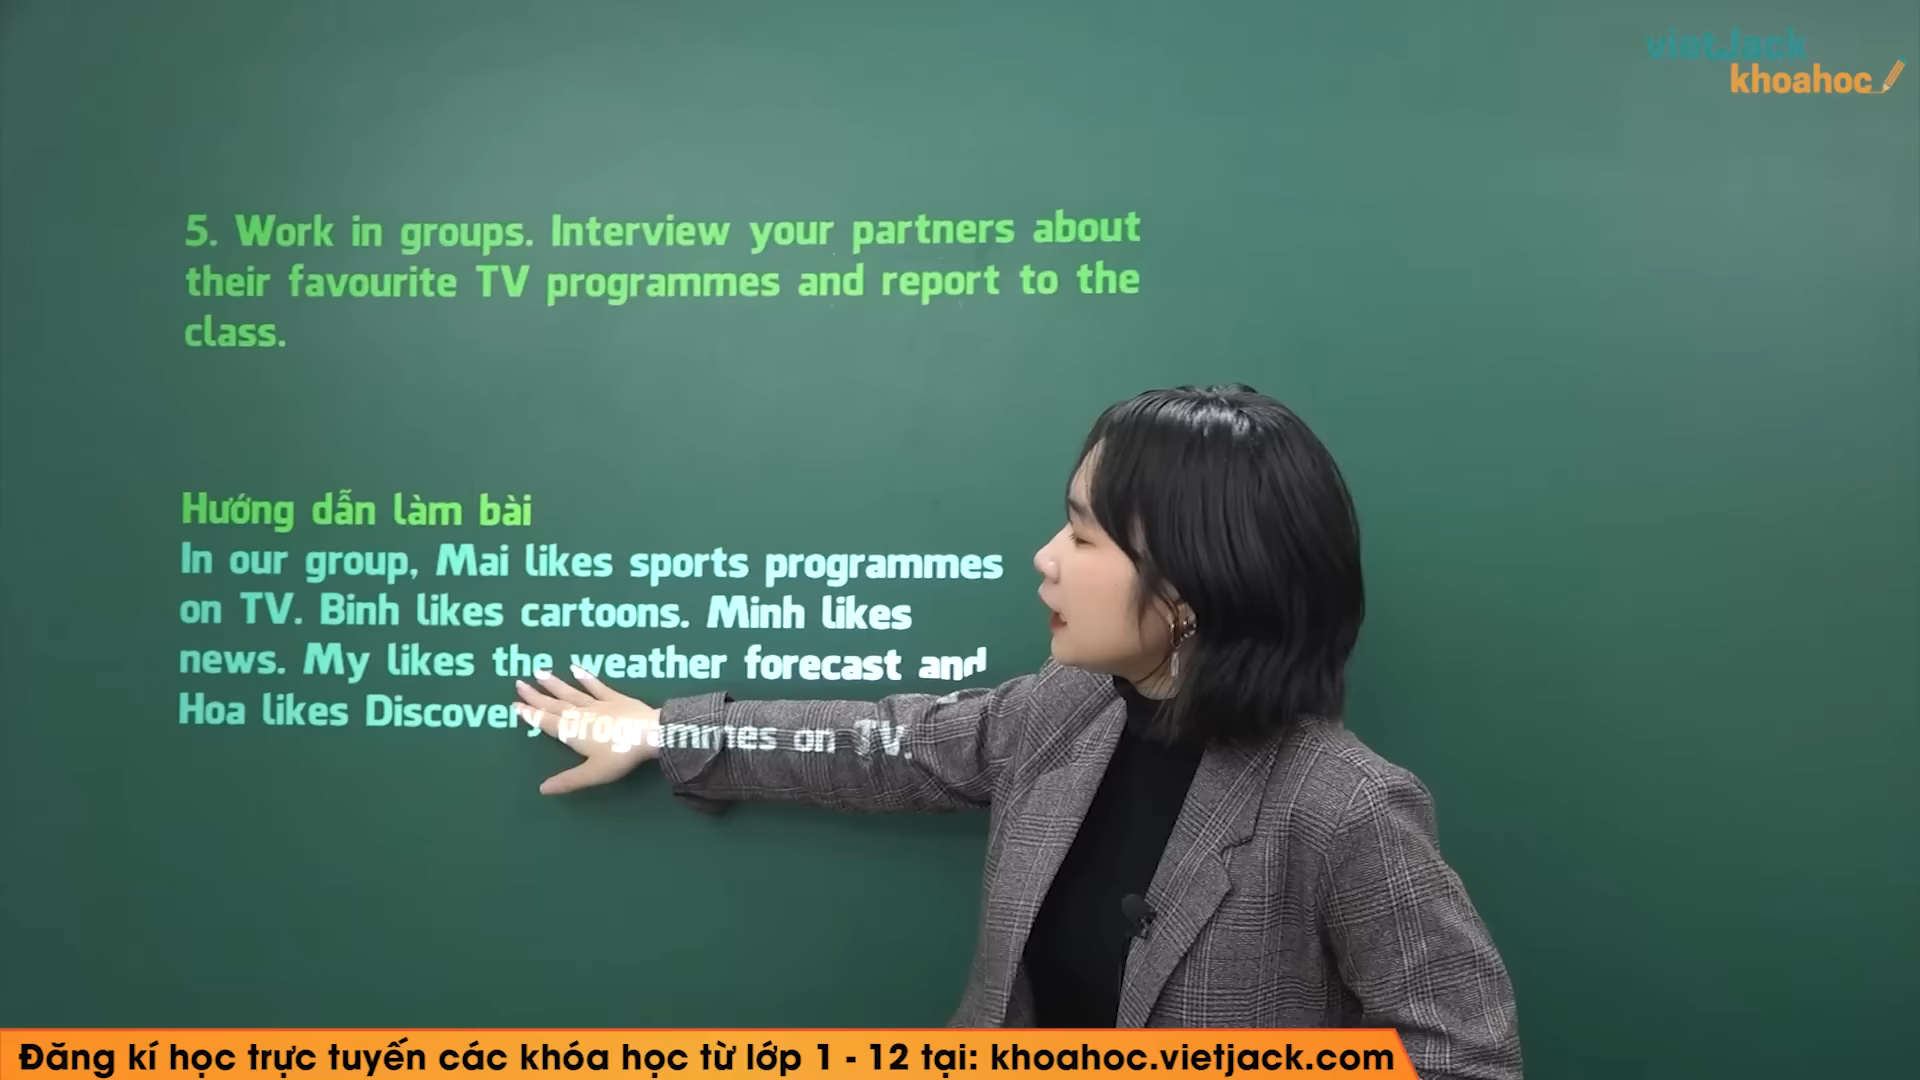 vietJack
khoahoc
5. Work in groups. Interview your partners about
their favourite TV programmes and report to the
class.
Hướng dẫn làm bài
In our group, Mai likes sports programmes
on TV. Binh likes cartoons. Minh likes
news. My likes the weather forecast and
Hoa likes Discovery programmes on TV.
Đăng kí học trực tuyến các khóa học từ lớp 1 - 12 tại: khoahoc.vietjack.com